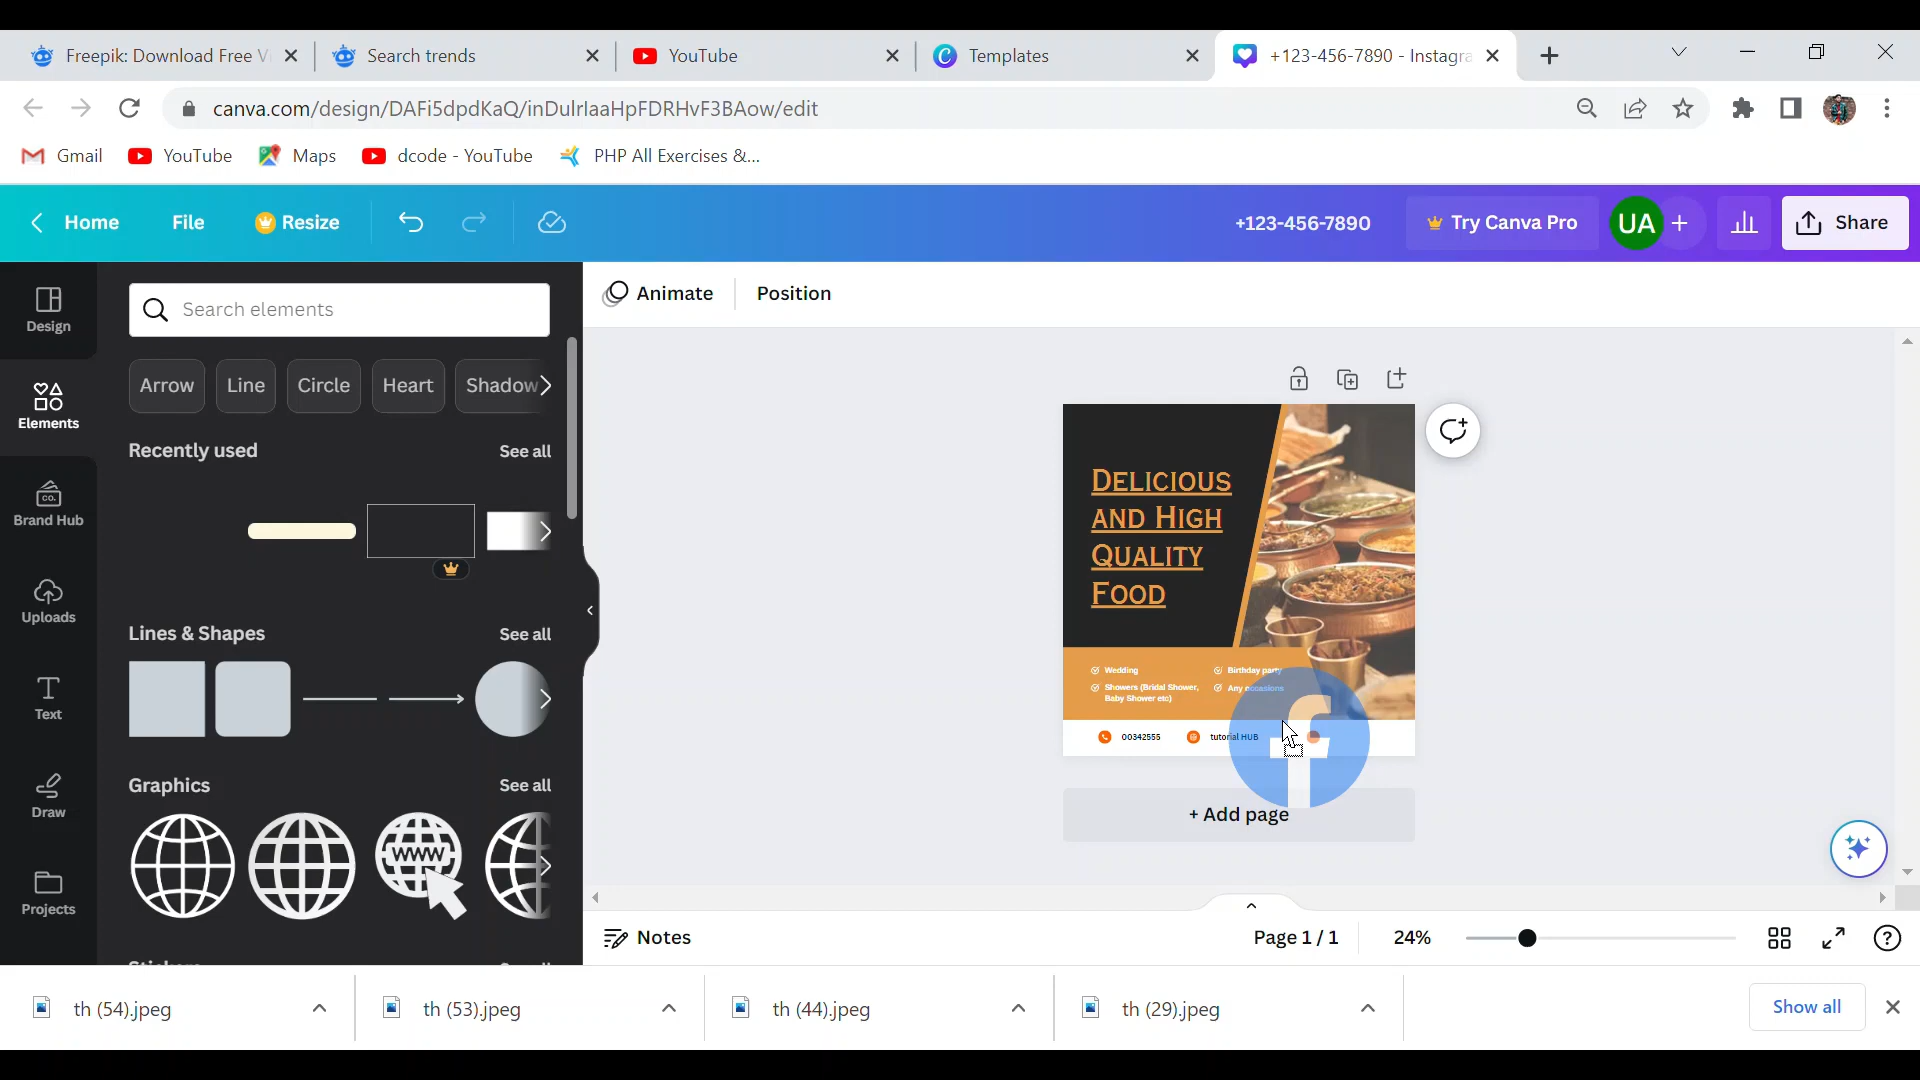 Freepik: Download Free V
Search trends
YouTube
Templates
+123-456-7890 - Instagra
canva.com/design/DAFi5dpdKaQ/inDulrlaaHpFDRHvF3BAow/edit
Gmail
YouTube
Maps
dcode - YouTube
PHP All Exercises &...
Home
File
Resize
+123-456-7890
Try Canva Pro
UA
Share
Design
Elements
Brand Hub
CO.
Uploads
Text
Draw
Projects
Search elements
Arrow
Line
Circle
Heart
Shadow
Recently used
See all
Lines & Shapes
See all
Graphics
See all
WWW
Animate
Position
DELICIOUS
AND HIGH
QUALITY
FOOD
Wedding
Birthday party
Showers (Bridal Shower,
Baby Shower etc)
Any occasions
00342555
tutorial HUB
f
+ Add page
Notes
Page 1 / 1
24%
th (54).jpeg
th (53).jpeg
th (44).jpeg
th (29).jpeg
Show all